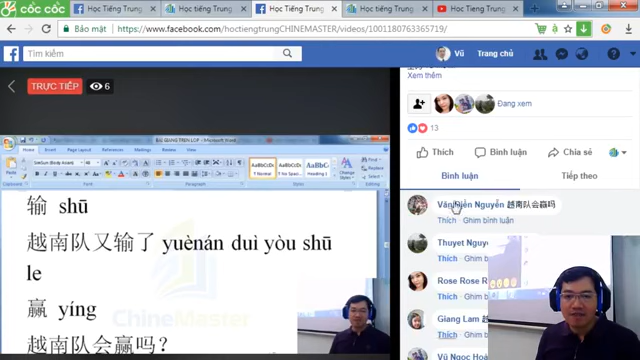 cốc cốc
Học Tiếng Trung
Học tiếng Trung
Học Tiếng Trung
Học tiếng Trung
Học Tiếng Trung
Bảo mật
https://www.facebook.com/hoctiengtrungCHINEMASTER/videos/1001180763365719/
Tìm kiếm
Vũ
Trang chủ
TRỰC TIẾP
6
Xem thêm
Đang xem
13
Thích
Bình luận
Chia sẻ
Bình luận
Tiếp theo
Nguyễn 越南队会赢吗
Thích · Ghim bình luận
Thuyet Nguy
Thích · Ghim b
Rose Rose R
Thích · Ghim bì
Giang Lam 越
Thích · Ghim b
Vũ Ngọc Hoà
输 shū
越南队又输了 yuènán duì yòu shū
le
赢 yíng
越南队会赢吗?
ChineMaster